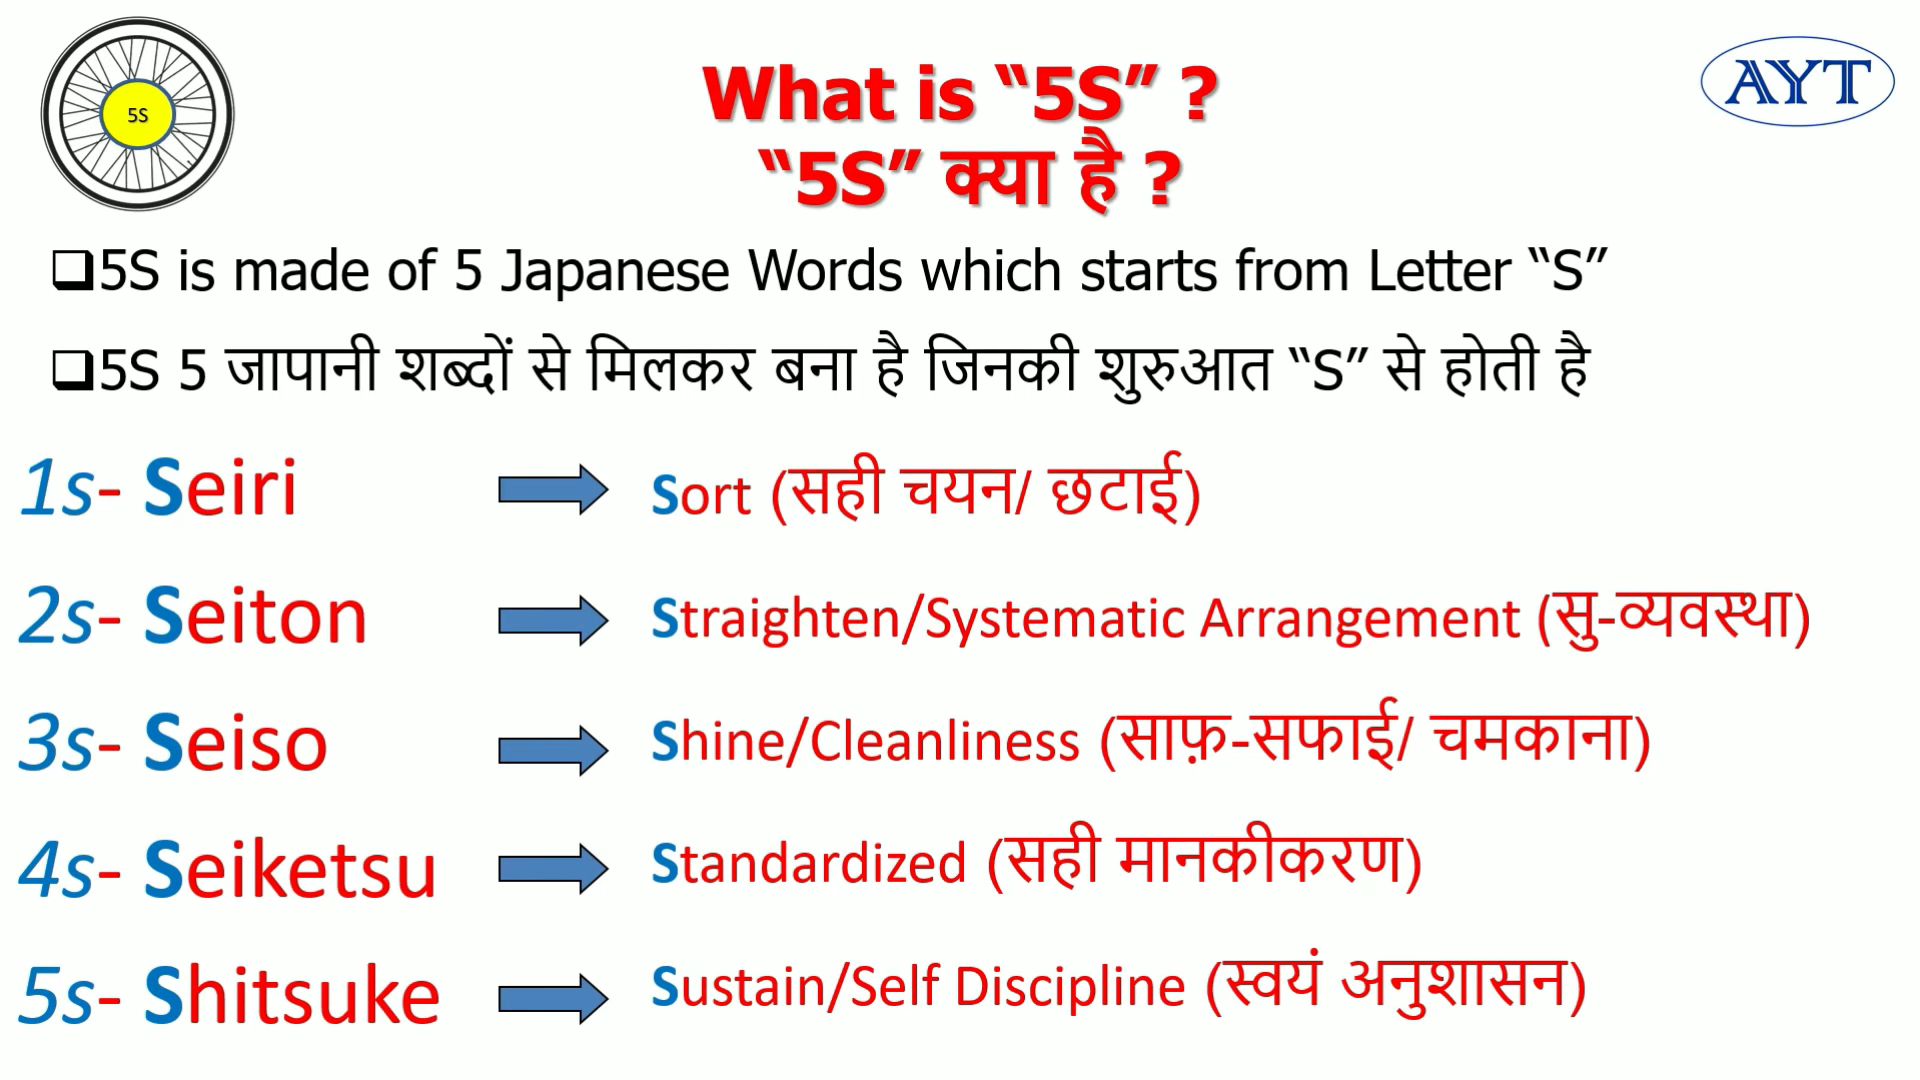 5S
AYT
What is “5S” ?
“5S” क्या है ?
❑5S is made of 5 Japanese Words which starts from Letter “S”
❑5S 5 जापानी शब्दों से मिलकर बना है जिनकी शुरुआत “S” से होती है
1s- Seiri Sort (सही चयन/ छटाई)
2s- Seiton Straighten/Systematic Arrangement (सु-व्यवस्था)
3s- Seiso Shine/Cleanliness (साफ़-सफाई/ चमकाना)
4s- Seiketsu Standardized (सही मानकीकरण)
5s- Shitsuke Sustain/Self Discipline (स्वयं अनुशासन)